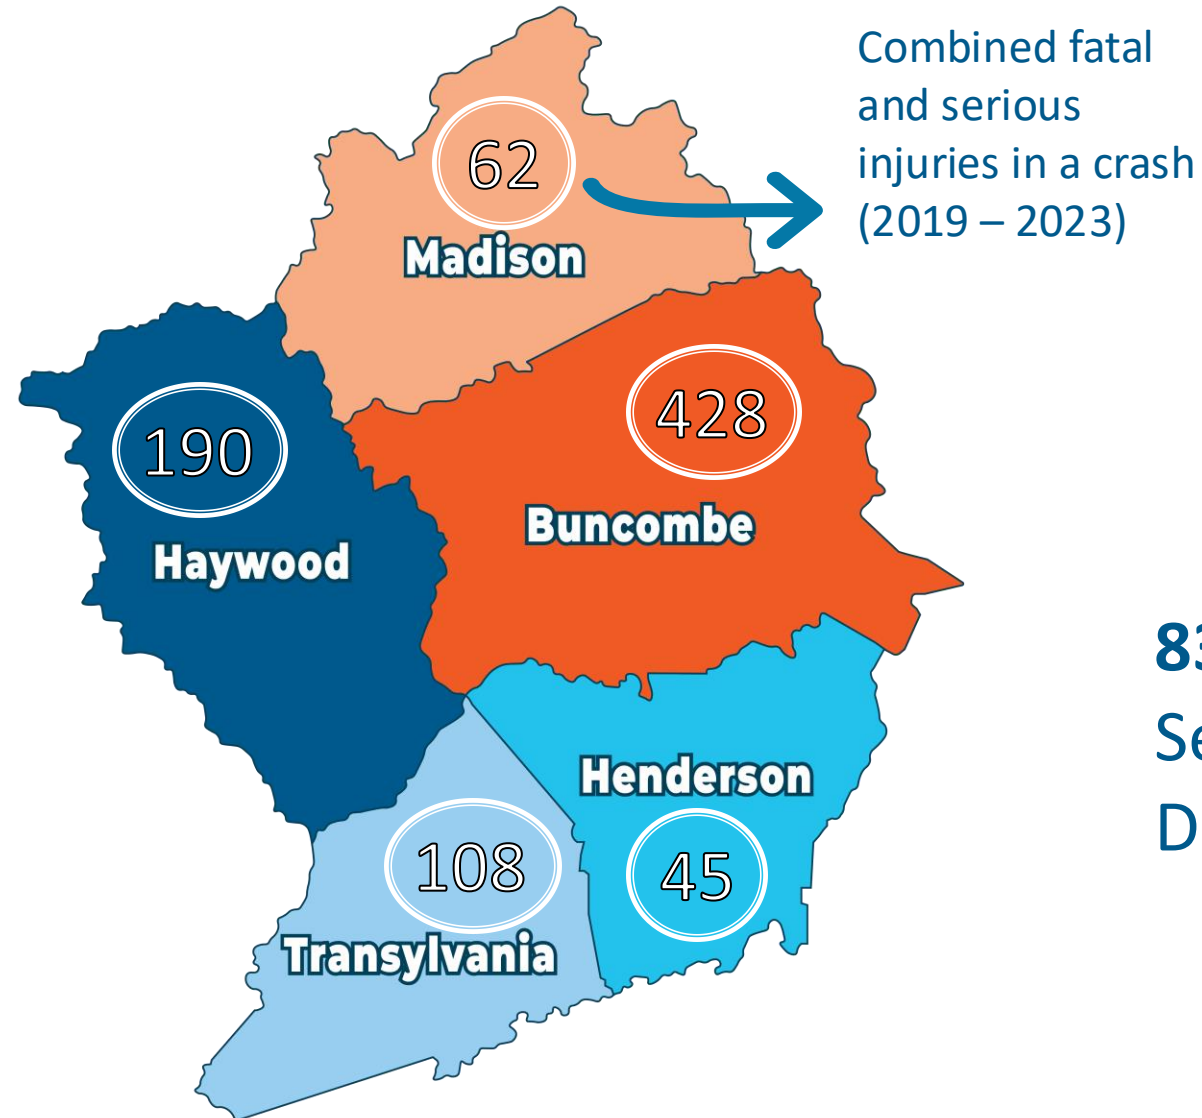 Combined fatal
and serious
injuries in a crash
(2019 – 2023)
62
Madison
428
190
Buncombe
Haywood
Henderson
108
45
Transylvania